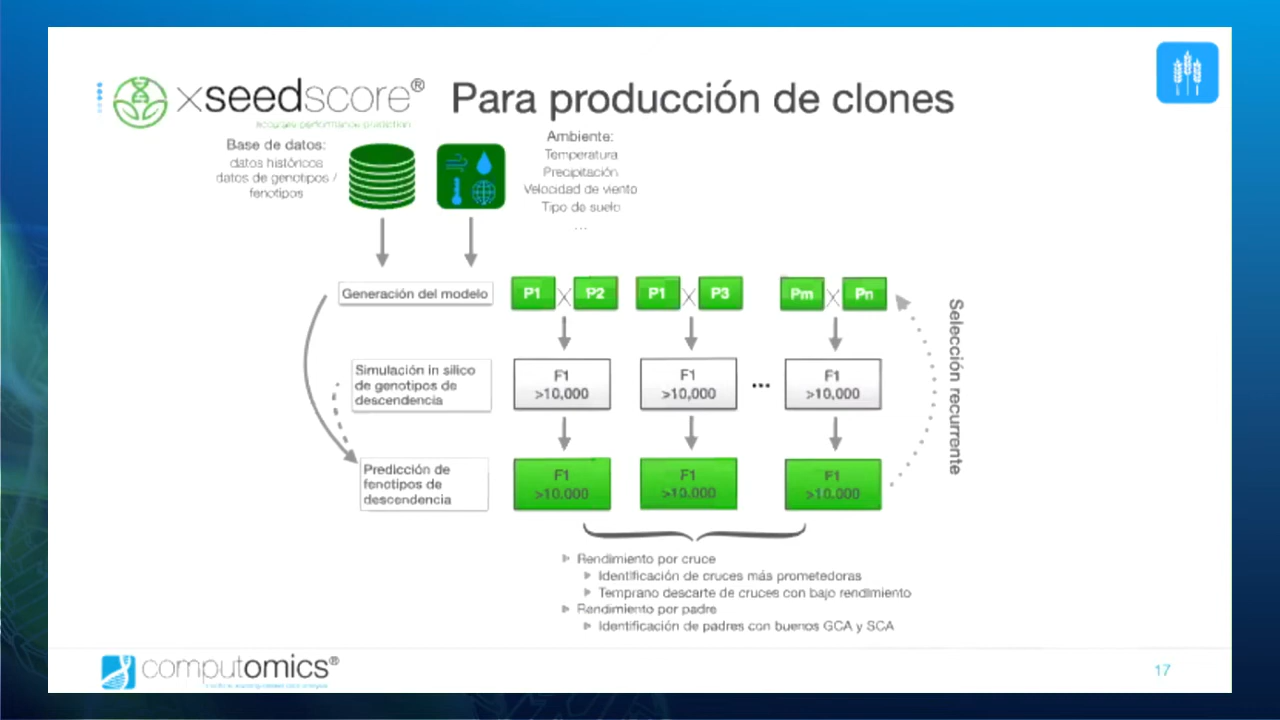 xseedscore®
Para producción de clones
Base de datos:
datos históricos
datos de genotipos /
fenotipos
Ambiente:
Temperatura
Precipitación
Velocidad de viento
Tipo de suelo
...
Generación del modelo
P1
P2
P1
P3
Pm
Pn
Simulación in silico
de genotipos de
descendencia
F1
>10,000
F1
>10,000
...
F1
>10,000
Selección recurrente
Predicción de
fenotipos de
descendencia
F1
>10.000
F1
>10.000
F1
>10.000
Rendimiento por cruce
Identificación de cruces más prometedoras
Temprano descarte de cruces con bajo rendimiento
Rendimiento por padre
Identificación de padres con buenos GCA y SCA
computomics®
17